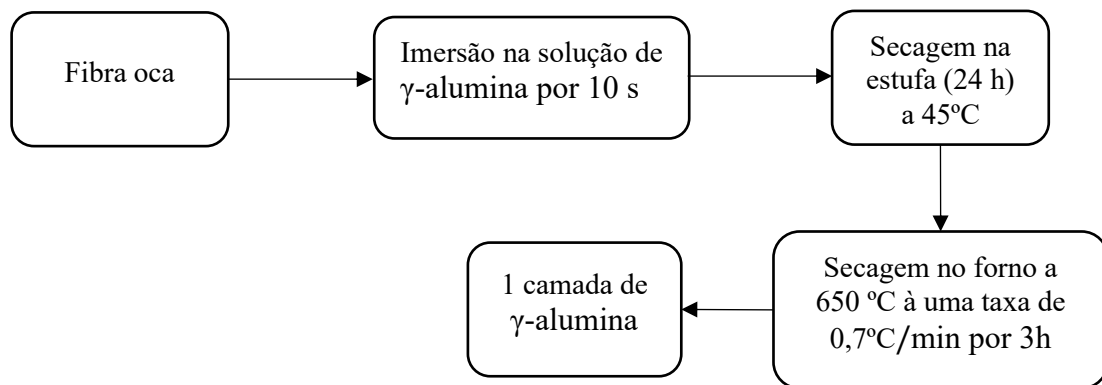 Fibra oca
Imersão na solução de
γ-alumina por 10 s
Secagem na
estufa (24 h)
a 45ºC
Secagem no forno a
650 ºC à uma taxa de
0,7ºC/min por 3h
1 camada de
γ-alumina